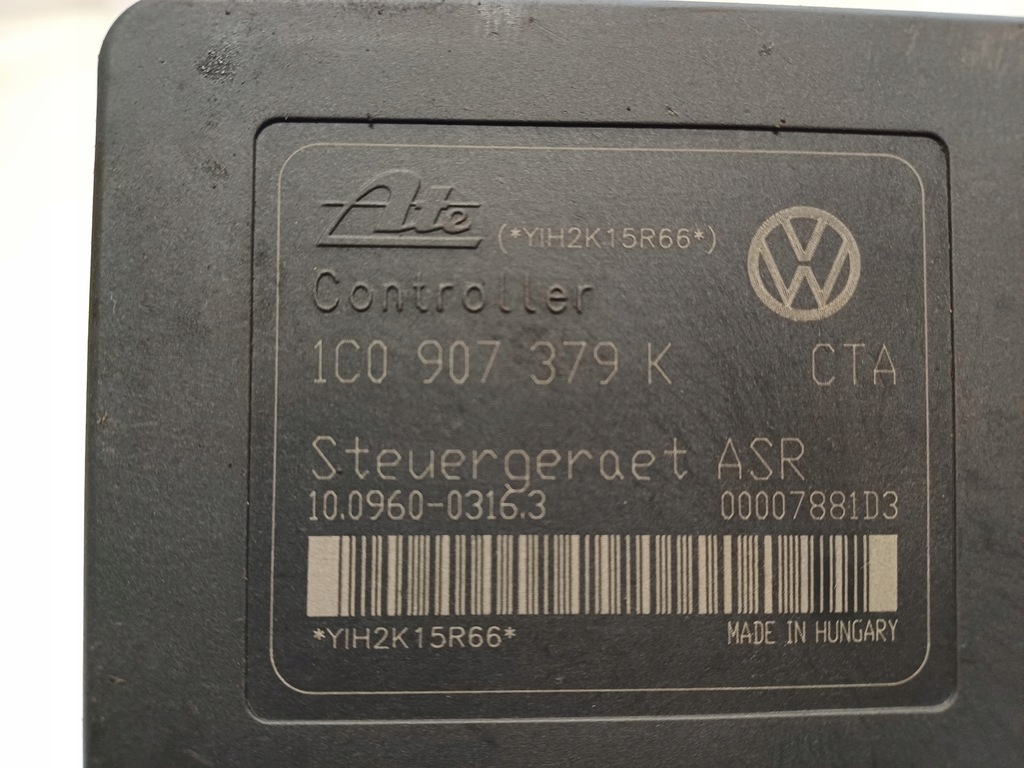 Ate (*YIH2K15R66*)
Controller
1C0 907 379 K CTA
Steuergeraet ASR
10.0960-0316.3 00007881D3
*YIH2K15R66* MADE IN HUNGARY